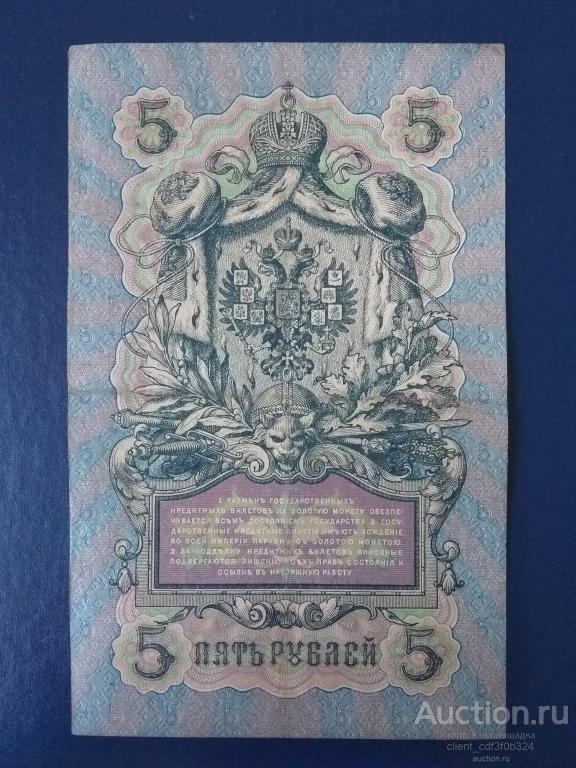 5 5
1. РАЗМѢНЪ ГОСУДАРСТВЕННЫХЪ
КРЕДИТНЫХЪ БИЛЕТОВЪ НА ЗОЛОТУЮ МОНЕТУ ОБЕЗПЕ-
ЧИВАЕТСЯ ВСѢМЪ ДОСТОЯНІЕМЪ ГОСУДАРСТВА. 2. ГОСУ-
ДАРСТВЕННЫЕ КРЕДИТНЫЕ БИЛЕТЫ ИМѢЮТЪ ХОЖДЕНІЕ
ВО ВСЕЙ ИМПЕРІИ НАРАВНѢ СЪ ЗОЛОТОЮ МОНЕТОЮ.
3. ЗА ПОДДѢЛКУ КРЕДИТНЫХЪ БИЛЕТОВЪ ВИНОВНЫЕ
ПОДВЕРГАЮТСЯ ЛИШЕНІЮ ВСѢХЪ ПРАВЪ СОСТОЯНІЯ И
ССЫЛКѢ ВЪ КАТОРЖНУЮ РАБОТУ
5 ПЯТЬ РУБЛЕЙ 5
Auction.ru
торговая площадка
client_cdf3f0b324
auction.ru